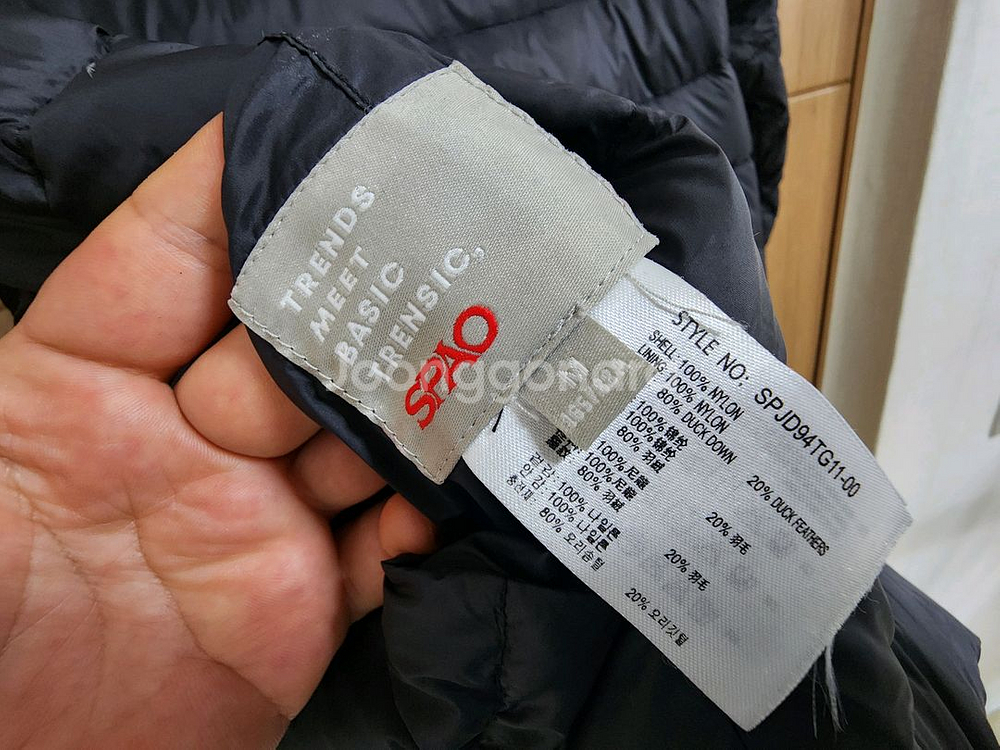 TRENDS
MEET
BASIC
TRENSIC,
SPAO
Joonggonara
M
STYLE NO: SPJD94TG11-00
SHELL: 100% NYLON
LINING: 100% NYLON
80% DUCK DOWN 20% DUCK FEATHERS
100%锦纶
100%锦纶
80% 羽绒 20% 羽毛
100%尼龍
100%尼龍
80% 羽絨 20% 羽毛
겉감: 100% 나일론
안감: 100% 나일론
충전재: 80% 오리솜털 20% 오리깃털